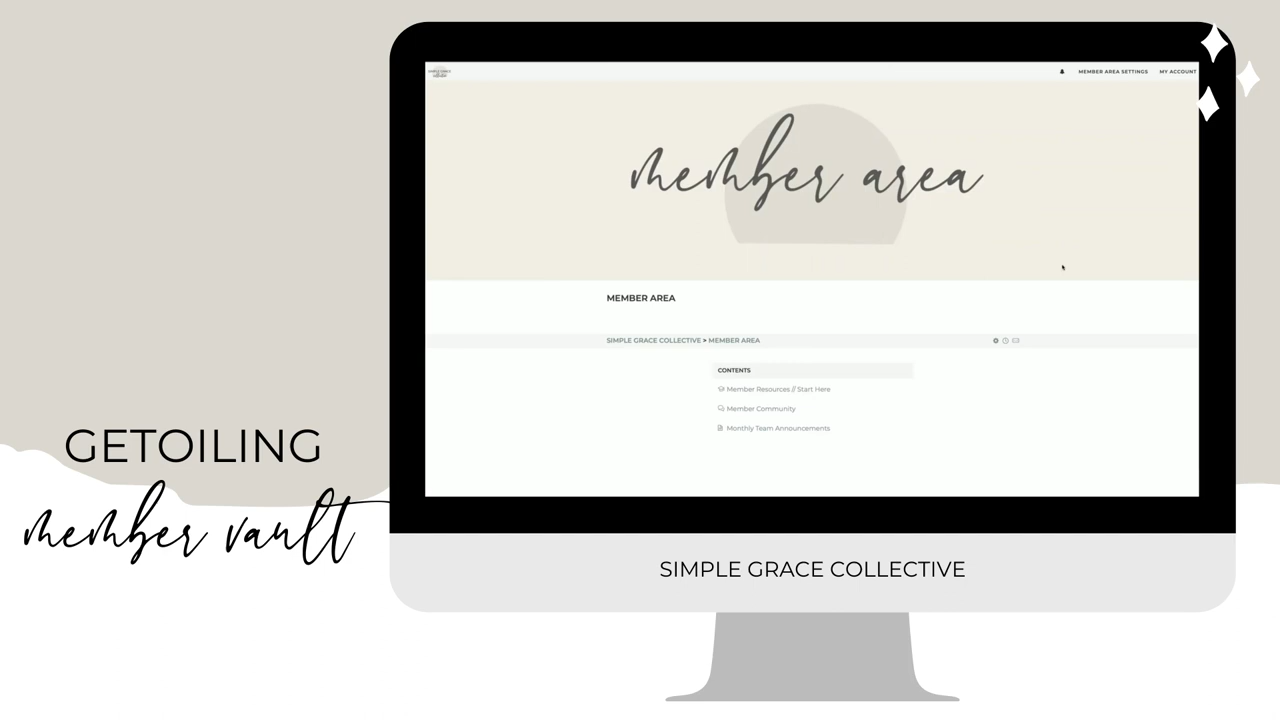 MEMBER AREA SETTINGS MY ACCOUNT
member area
MEMBER AREA
SIMPLE GRACE COLLECTIVE > MEMBER AREA
CONTENTS
Member Resources // Start Here
Member Community
Monthly Team Announcements
GETOILING
member vault
SIMPLE GRACE COLLECTIVE